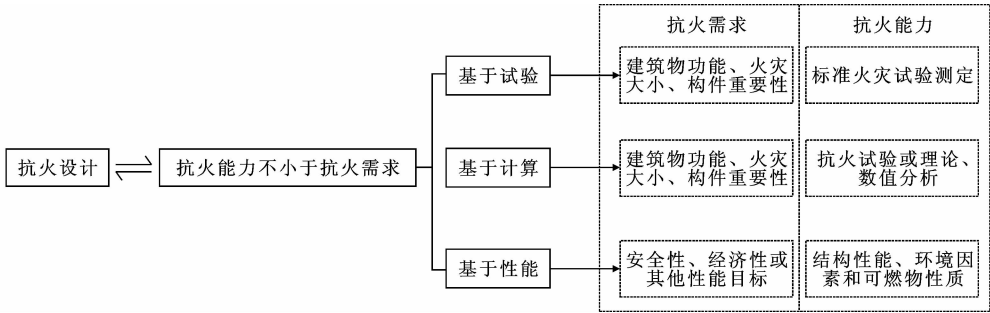 抗火需求
抗火能力
基于试验
建筑物功能、火灾
大小、构件重要性
标准火灾试验测定
抗火设计
抗火能力不小于抗火需求
基于计算
建筑物功能、火灾
大小、构件重要性
抗火试验或理论、
数值分析
基于性能
安全性、经济性或
其他性能目标
结构性能、环境因
素和可燃物性质